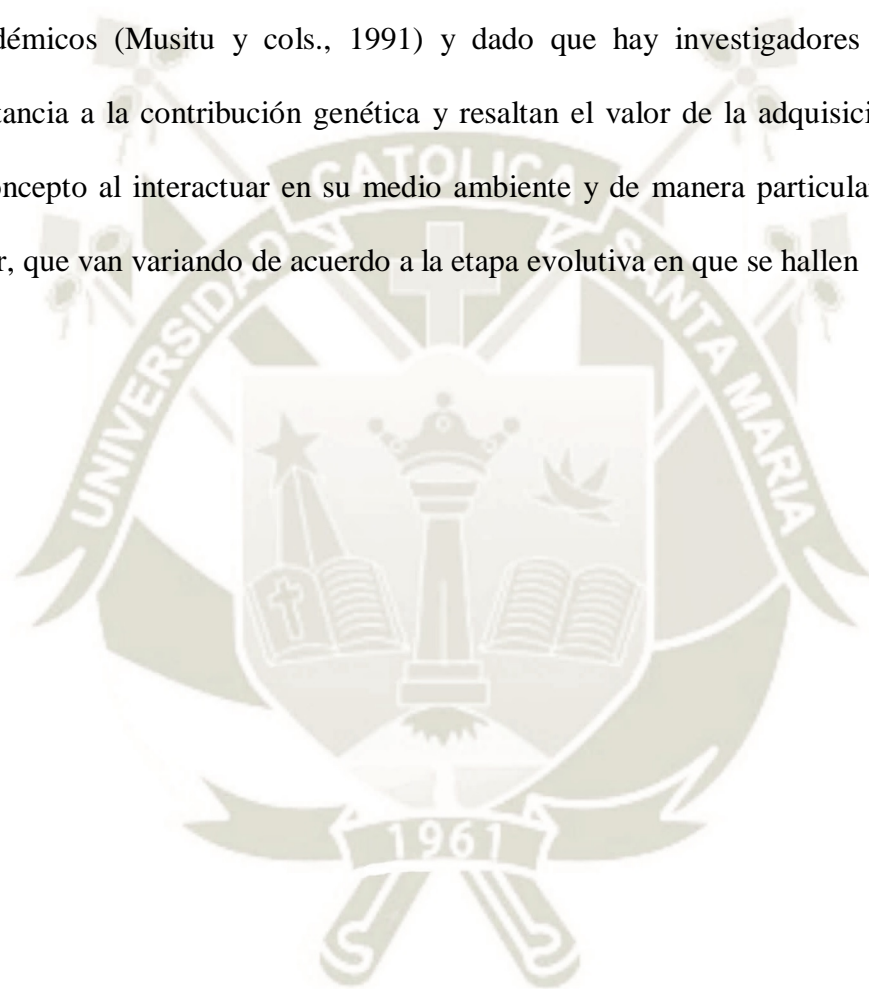 démicos (Musitu y cols., 1991) y dado que hay investigadores
tancia a la contribución genética y resaltan el valor de la adquisici
oncepto al interactuar en su medio ambiente y de manera particula
r, que van variando de acuerdo a la etapa evolutiva en que se hallen
UNIVERSIDAD CATOLICA SANTA MARIA
1961